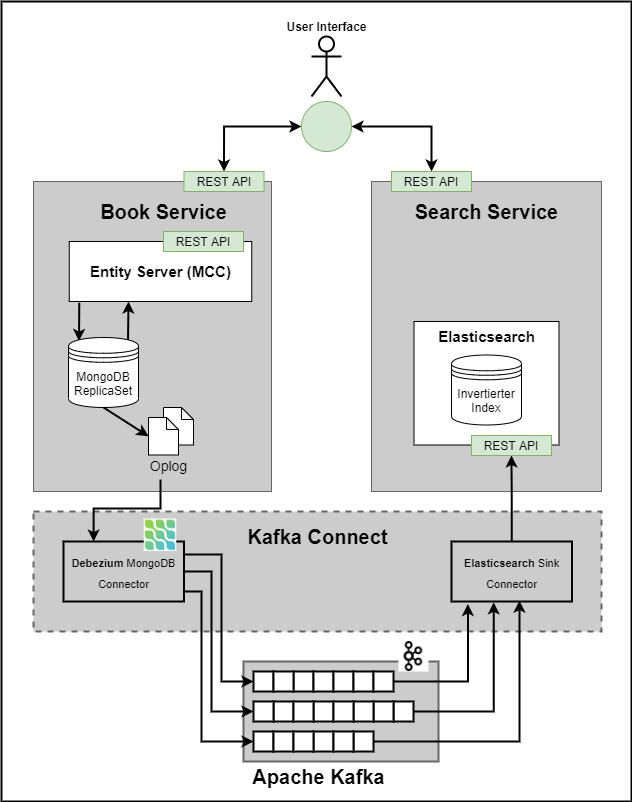 User Interface
REST API
REST API
Book Service
Search Service
REST API
Entity Server (MCC)
MongoDB
ReplicaSet
Oplog
Elasticsearch
Invertierter
Index
REST API
Kafka Connect
Debezium MongoDB
Connector
Elasticsearch Sink
Connector
Apache Kafka